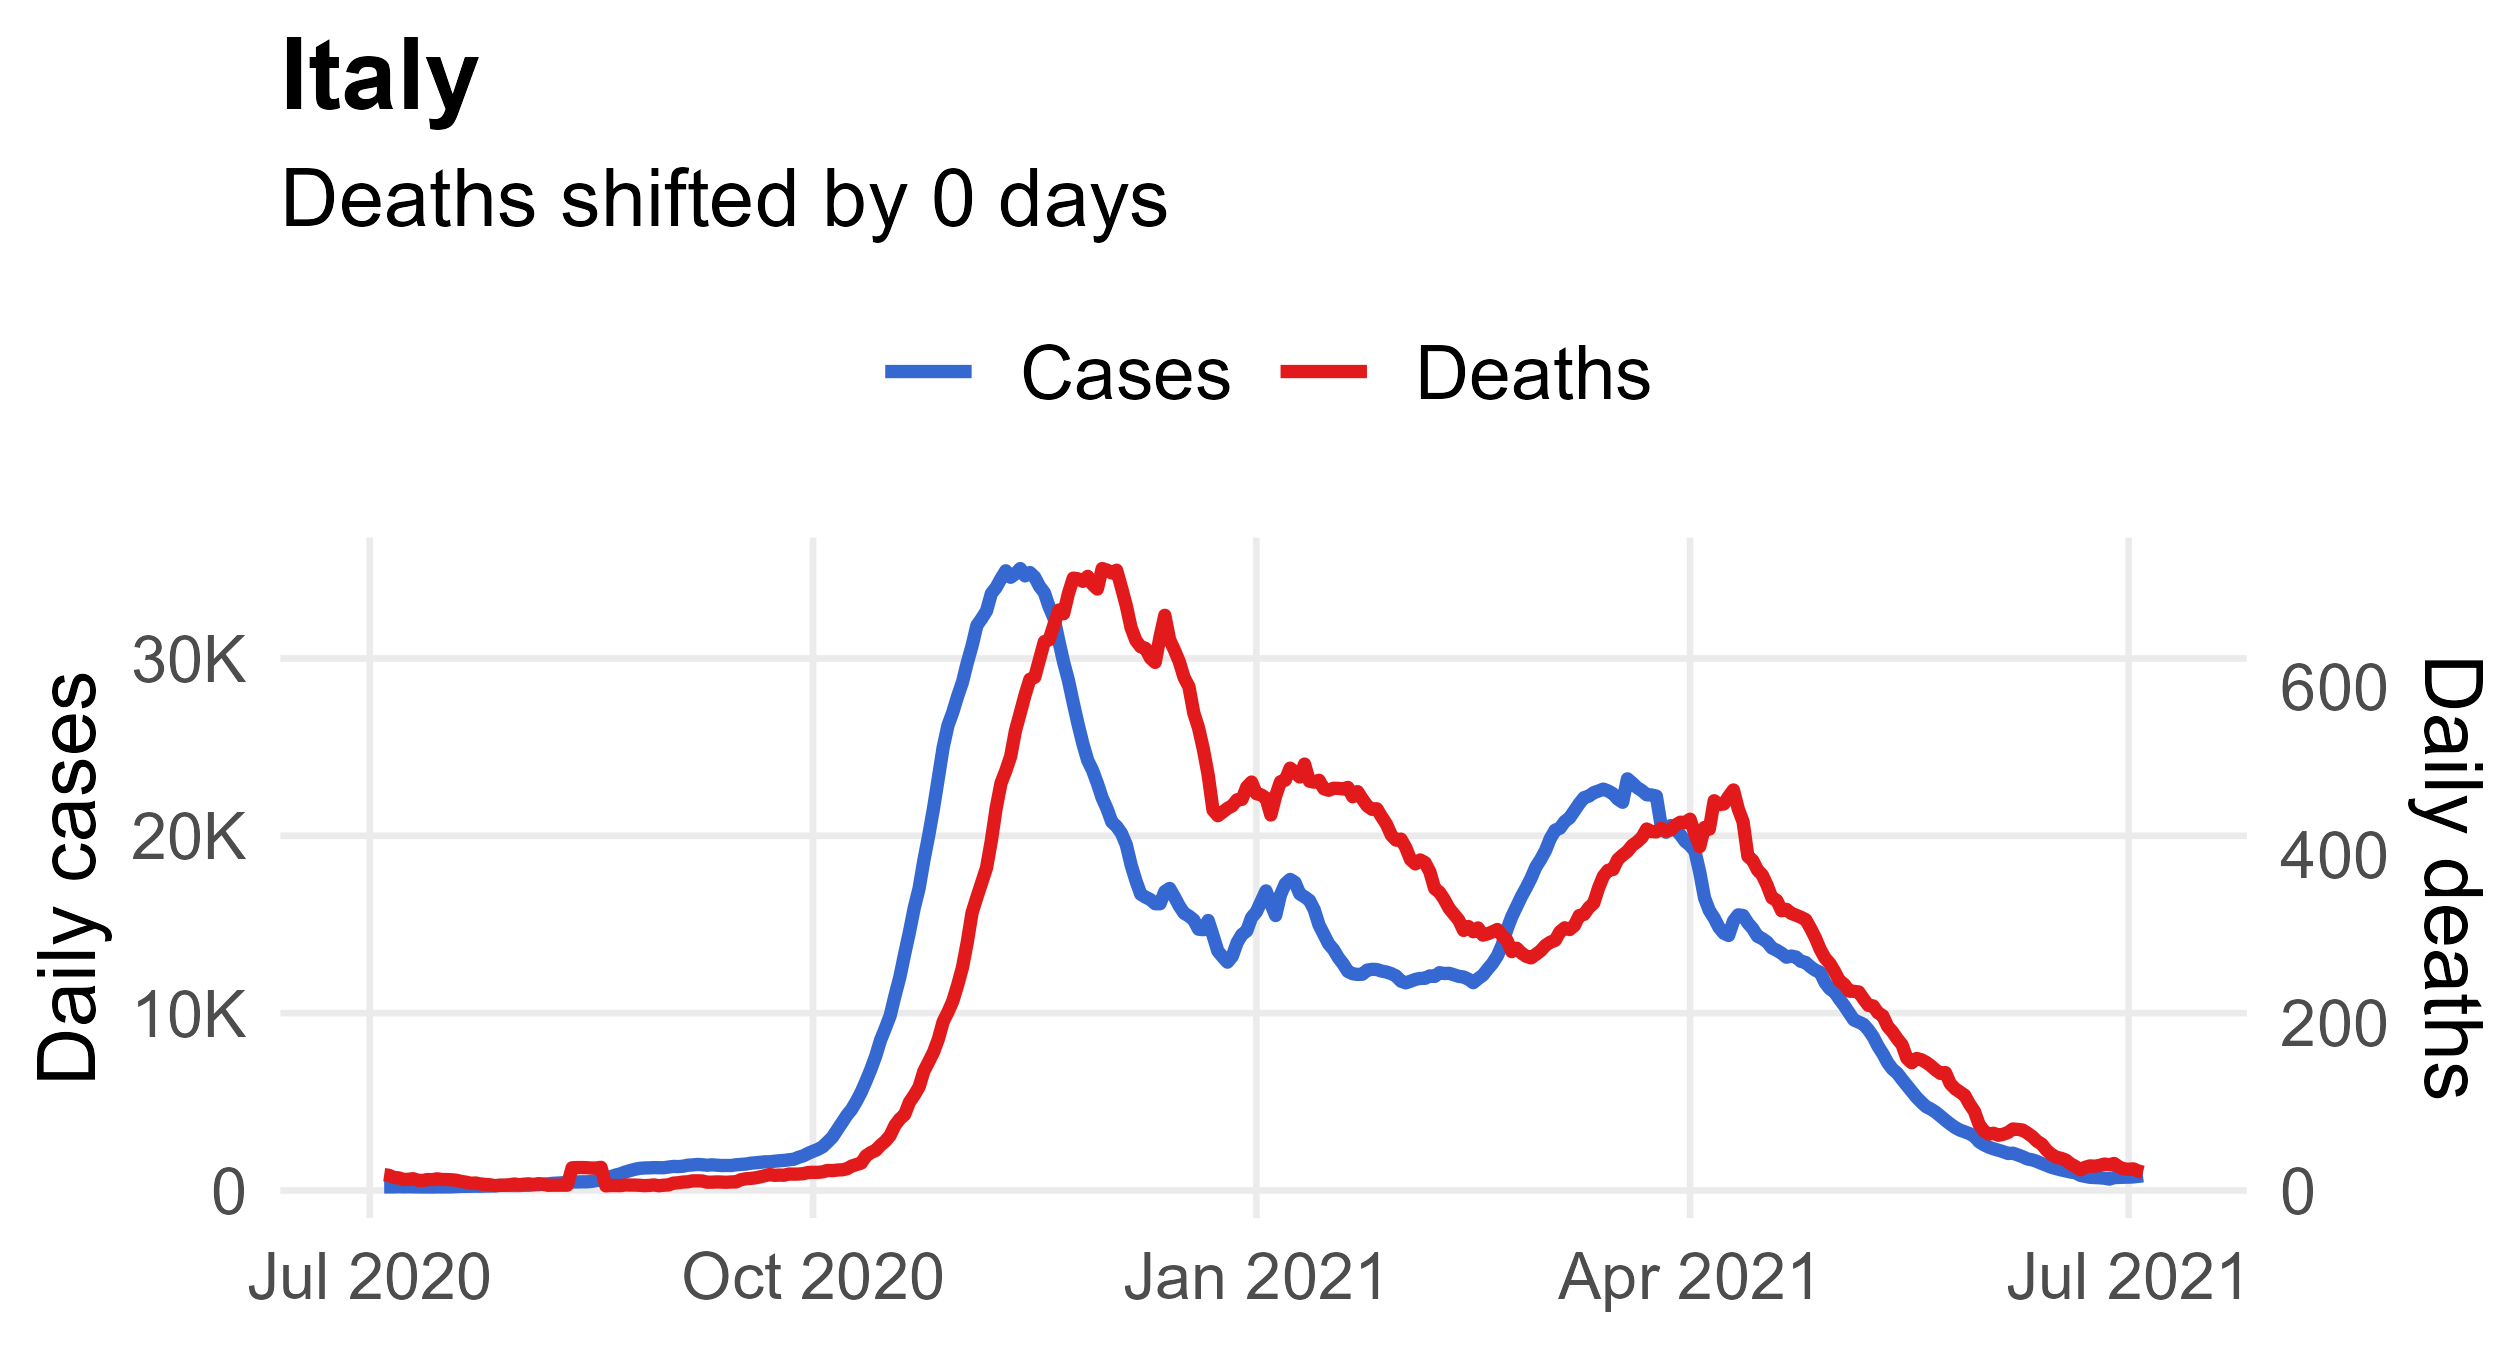 Italy
Deaths shifted by 0 days
Cases Deaths
Daily cases
30K
20K
10K
0
600
400
200
0
Daily deaths
Jul 2020 Oct 2020 Jan 2021 Apr 2021 Jul 2021